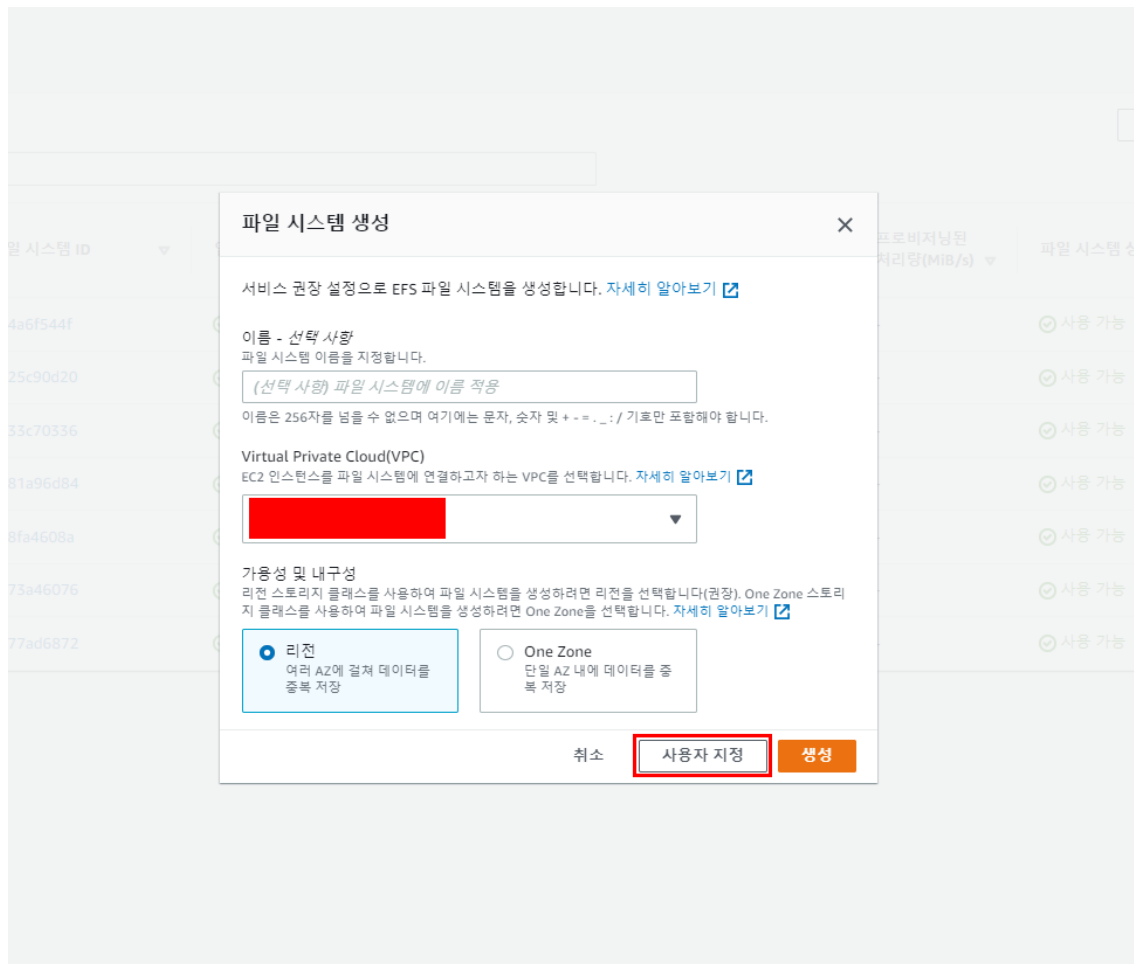 파일 시스템 생성
서비스 권장 설정으로 EFS 파일 시스템을 생성합니다. 자세히 알아보기
이름 - 선택 사항
파일 시스템 이름을 지정합니다.
(선택 사항) 파일 시스템에 이름 적용
이름은 256자를 넘을 수 없으며 여기에는 문자, 숫자 및 + - = . _ : / 기호만 포함해야 합니다.
Virtual Private Cloud(VPC)
EC2 인스턴스를 파일 시스템에 연결하고자 하는 VPC를 선택합니다. 자세히 알아보기
가용성 및 내구성
리전 스토리지 클래스를 사용하여 파일 시스템을 생성하려면 리전을 선택합니다(권장). One Zone 스토리
지 클래스를 사용하여 파일 시스템을 생성하려면 One Zone을 선택합니다. 자세히 알아보기
리전
여러 AZ에 걸쳐 데이터를
중복 저장
One Zone
단일 AZ 내에 데이터를 중
복 저장
취소 사용자 지정 생성
일 시스템 ID
프로비저닝된
처리량(MiB/s)
파일 시스템
4a6f544f 사용 가능
25c90d20 사용 가능
33c70336 사용 가능
81a96d84 사용 가능
8fa4608a 사용 가능
73a46076 사용 가능
77ad6872 사용 가능